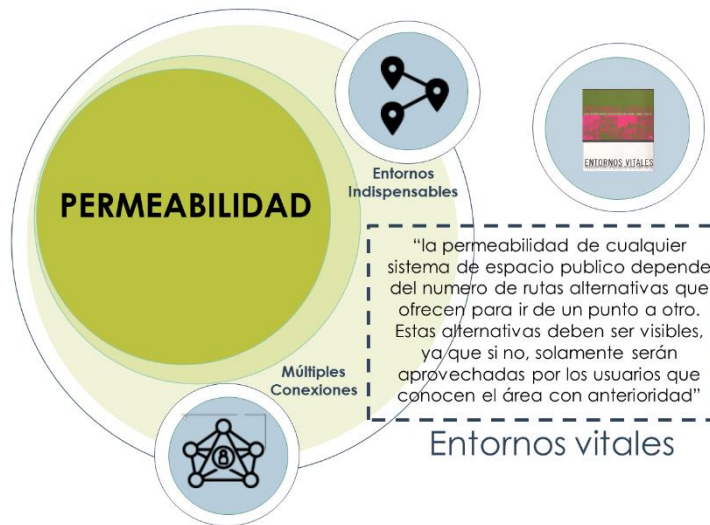 PERMEABILIDAD
Entornos
Indispensables
Múltiples
Conexiones
ENTORNOS VITALES
“la permeabilidad de cualquier
sistema de espacio publico depende
del numero de rutas alternativas que
ofrecen para ir de un punto a otro.
Estas alternativas deben ser visibles,
ya que si no, solamente serán
aprovechadas por los usuarios que
conocen el área con anterioridad”
Entornos vitales